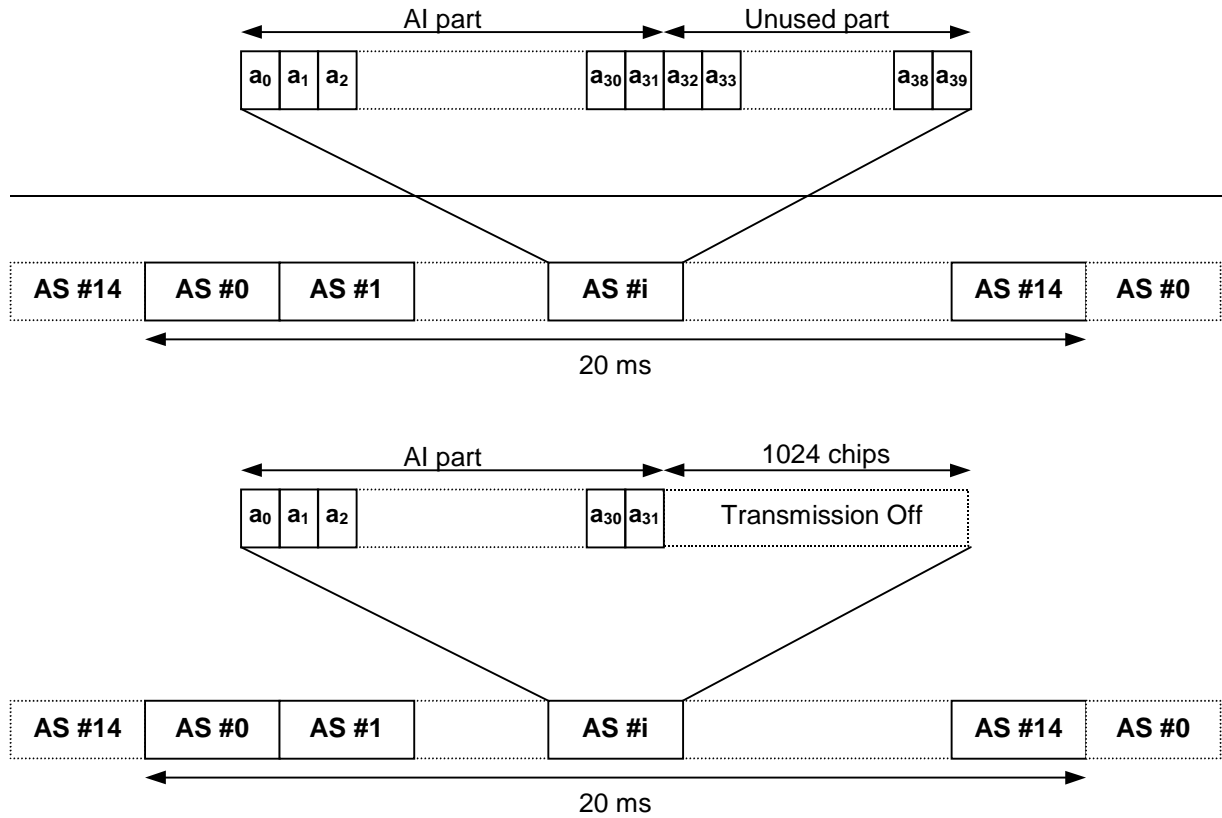 AI part Unused part
a0 a1 a2 a30 a31 a32 a33 a38 a39
AS #14 AS #0 AS #1 AS #i AS #14 AS #0
20 ms
AI part 1024 chips
a0 a1 a2 a30 a31 Transmission Off
AS #14 AS #0 AS #1 AS #i AS #14 AS #0
20 ms